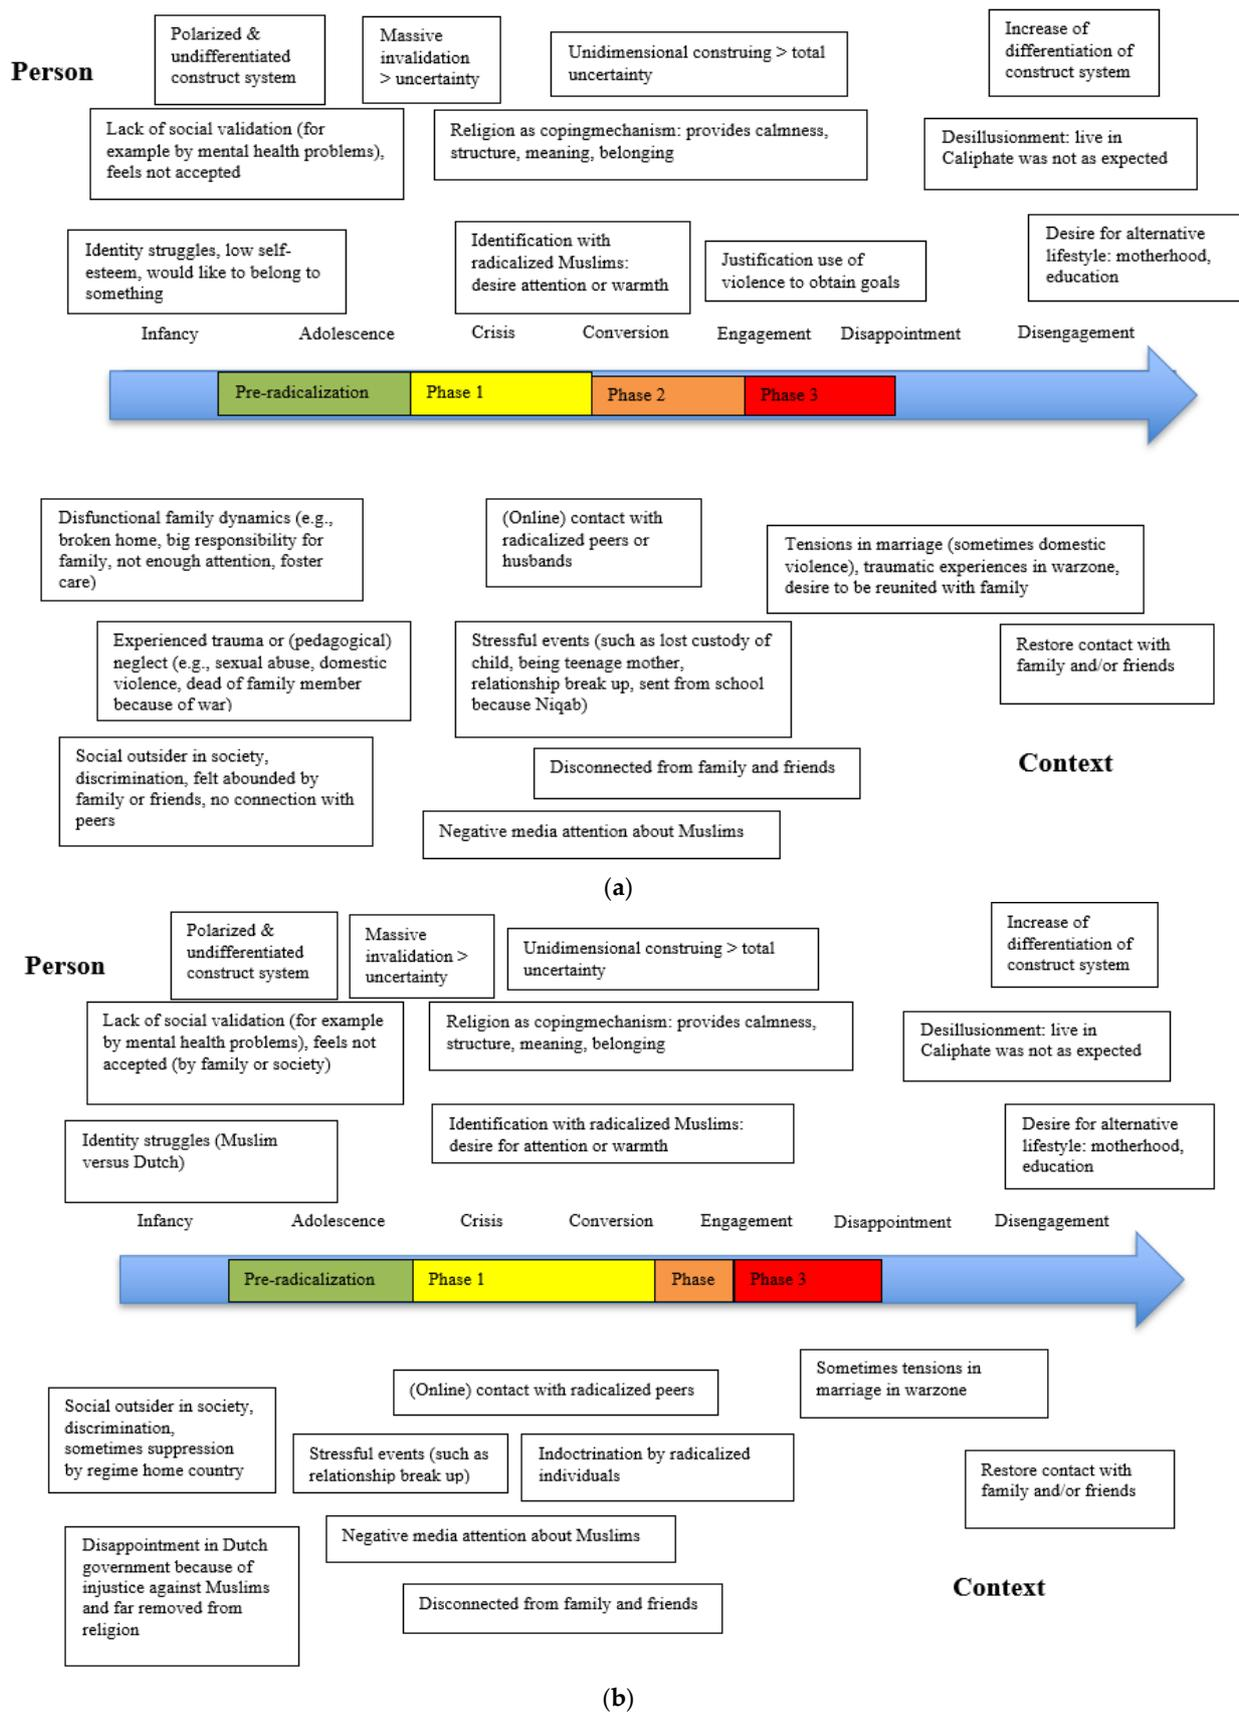 Person
Polarized &
undifferentiated
construct system
Massive
invalidation
> uncertainty
Unidimensional construing > total
uncertainty
Increase of
differentiation of
construct system
Lack of social validation (for
example by mental health problems),
feels not accepted
Religion as copingmechanism: provides calmness,
structure, meaning, belonging
Desillusionment: live in
Caliphate was not as expected
Identity struggles, low self-
esteem, would like to belong to
something
Identification with
radicalized Muslims:
desire attention or warmth
Justification use of
violence to obtain goals
Desire for alternative
lifestyle: motherhood,
education
Infancy
Adolescence
Crisis
Conversion
Engagement
Disappointment
Disengagement
Pre-radicalization
Phase 1
Phase 2
Phase 3
Disfunctional family dynamics (e.g.,
broken home, big responsibility for
family, not enough attention, foster
care)
(Online) contact with
radicalized peers or
husbands
Tensions in marriage (sometimes domestic
violence), traumatic experiences in warzone,
desire to be reunited with family
Experienced trauma or (pedagogical)
neglect (e.g., sexual abuse, domestic
violence, dead of family member
because of war)
Stressful events (such as lost custody of
child, being teenage mother,
relationship break up, sent from school
because Niqab)
Restore contact with
family and/or friends
Social outsider in society,
discrimination, felt abounded by
family or friends, no connection with
peers
Disconnected from family and friends
Context
Negative media attention about Muslims
(a)
Person
Polarized &
undifferentiated
construct system
Massive
invalidation >
uncertainty
Unidimensional construing > total
uncertainty
Increase of
differentiation of
construct system
Lack of social validation (for example
by mental health problems), feels not
accepted (by family or society)
Religion as copingmechanism: provides calmness,
structure, meaning, belonging
Desillusionment: live in
Caliphate was not as expected
Identity struggles (Muslim
versus Dutch)
Identification with radicalized Muslims:
desire for attention or warmth
Desire for alternative
lifestyle: motherhood,
education
Infancy
Adolescence
Crisis
Conversion
Engagement
Disappointment
Disengagement
Pre-radicalization
Phase 1
Phase
Phase 3
Sometimes tensions in
marriage in warzone
(Online) contact with radicalized peers
Social outsider in society,
discrimination,
sometimes suppression
by regime home country
Stressful events (such as
relationship break up)
Indoctrination by radicalized
individuals
Restore contact with
family and/or friends
Negative media attention about Muslims
Disappointment in Dutch
government because of
injustice against Muslims
and far removed from
religion
Disconnected from family and friends
Context
(b)